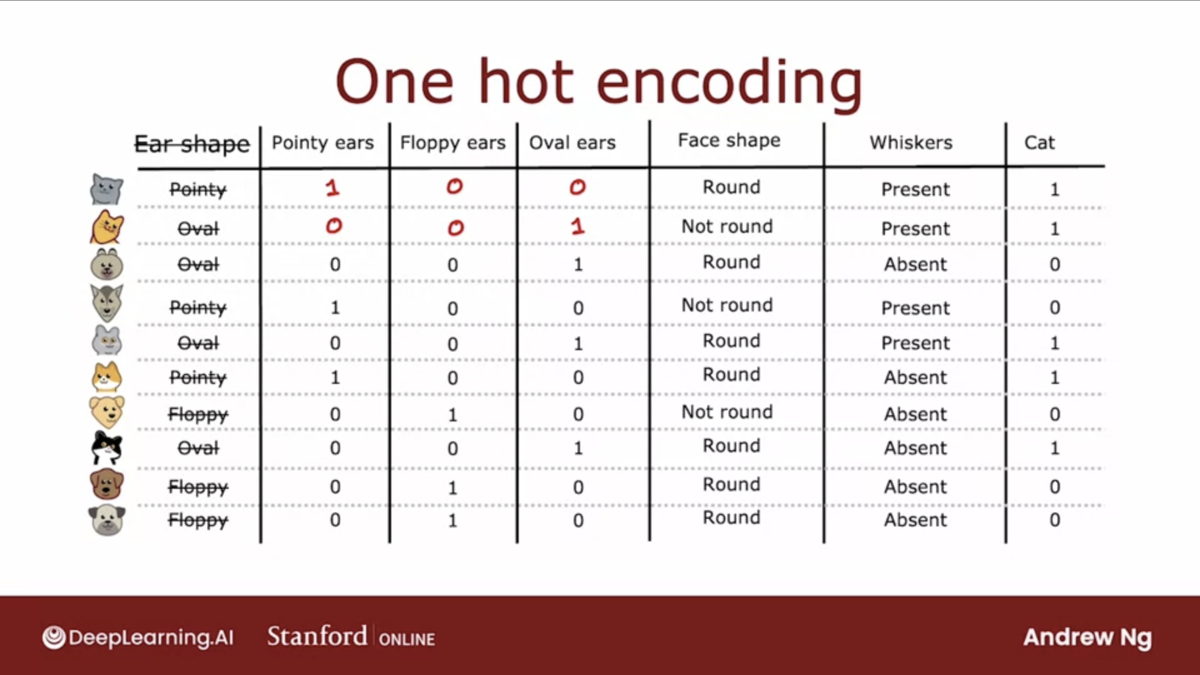 One hot encoding
Ear shape Pointy ears Floppy ears Oval ears Face shape Whiskers Cat
Pointy 1 0 0 Round Present 1
Oval 0 0 1 Not round Present 1
Oval 0 0 1 Round Absent 0
Pointy 1 0 0 Not round Present 0
Oval 0 0 1 Round Present 1
Pointy 1 0 0 Round Absent 1
Floppy 0 1 0 Not round Absent 0
Oval 0 0 1 Round Absent 1
Floppy 0 1 0 Round Absent 0
Floppy 0 1 0 Round Absent 0
DeepLearning.AI Stanford ONLINE Andrew Ng